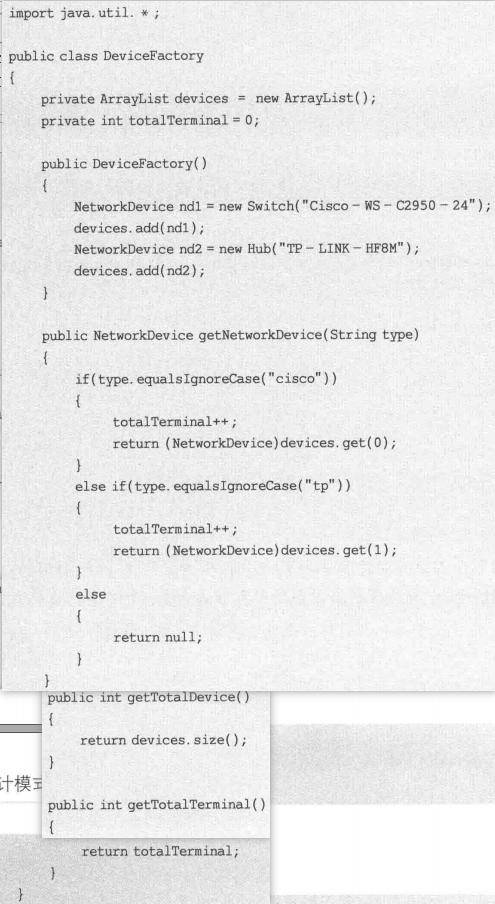 import java.util. * ;
public class DeviceFactory
{
private ArrayList devices = new ArrayList();
private int totalTerminal = 0;
public DeviceFactory()
{
NetworkDevice nd1 = new Switch("Cisco - WS - C2950 - 24");
devices.add(nd1);
NetworkDevice nd2 = new Hub("TP - LINK - HF8M");
devices.add(nd2);
}
public NetworkDevice getNetworkDevice(String type)
{
if(type.equalsIgnoreCase("cisco"))
{
totalTerminal++;
return (NetworkDevice)devices.get(0);
}
else if(type.equalsIgnoreCase("tp"))
{
totalTerminal++;
return (NetworkDevice)devices.get(1);
}
else
{
return null;
}
}
public int getTotalDevice()
{
return devices.size();
}
计模
public int getTotalTerminal()
{
return totalTerminal;
}
}